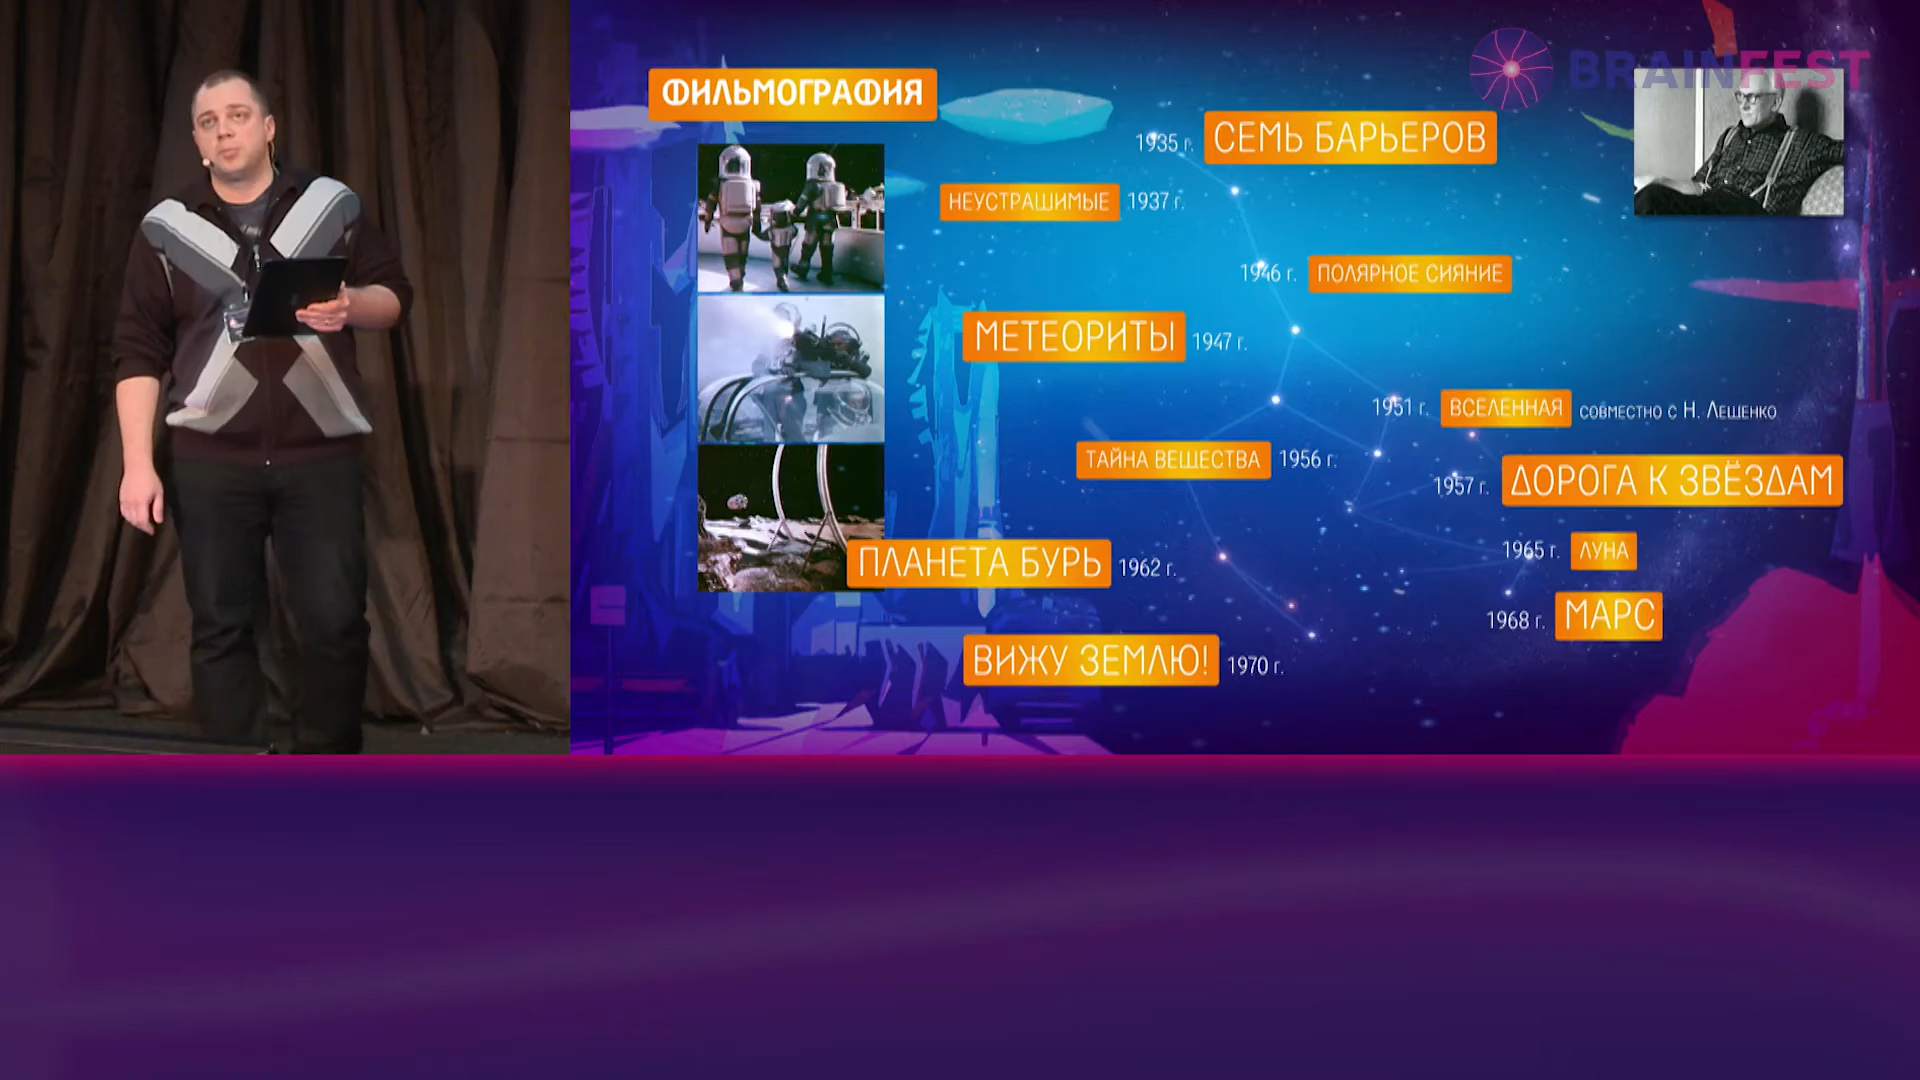 BRAINFEST
ФИЛЬМОГРАФИЯ
1935 г. СЕМЬ БАРЬЕРОВ
НЕУСТРАШИМЫЕ 1937 г.
1946 г. ПОЛЯРНОЕ СИЯНИЕ
МЕТЕОРИТЫ 1947 г.
1951 г. ВСЕЛЕННАЯ СОВМЕСТНО С Н. ЛЕШЕНКО
ТАЙНА ВЕЩЕСТВА 1956 г.
1957 г. ДОРОГА К ЗВЁЗДАМ
1965 г. ЛУНА
ПЛАНЕТА БУРЬ 1962 г.
1968 г. МАРС
ВИЖУ ЗЕМЛЮ! 1970 г.